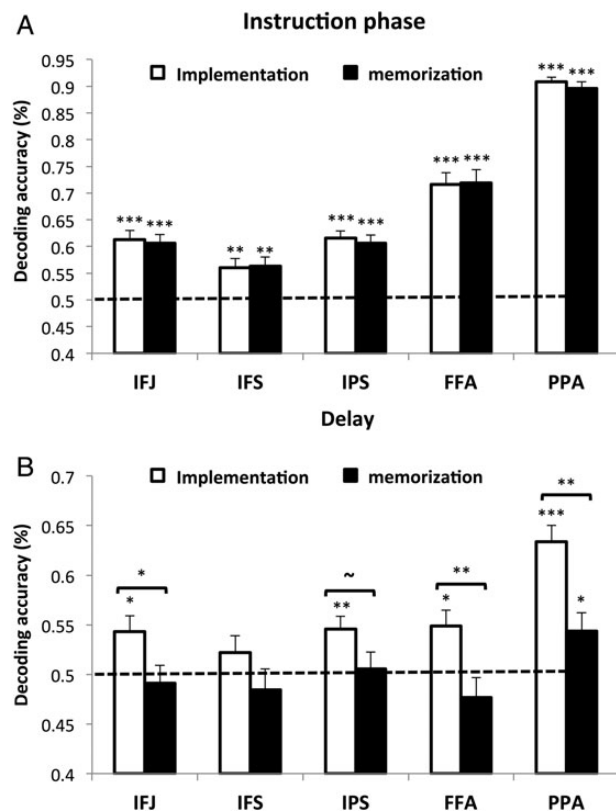 A
Instruction phase
Implementation memorization
Decoding accuracy (%)
0.95
0.9
0.85
0.8
0.75
0.7
0.65
0.6
0.55
0.5
0.45
0.4
*** ***
*** ***
*** ***
** **
*** ***
IFJ IFS IPS FFA PPA
Delay
B
Implementation memorization
Decoding accuracy (%)
0.7
0.65
0.6
0.55
0.5
0.45
0.4
**
***
* ~ ** *
* ** *
IFJ IFS IPS FFA PPA